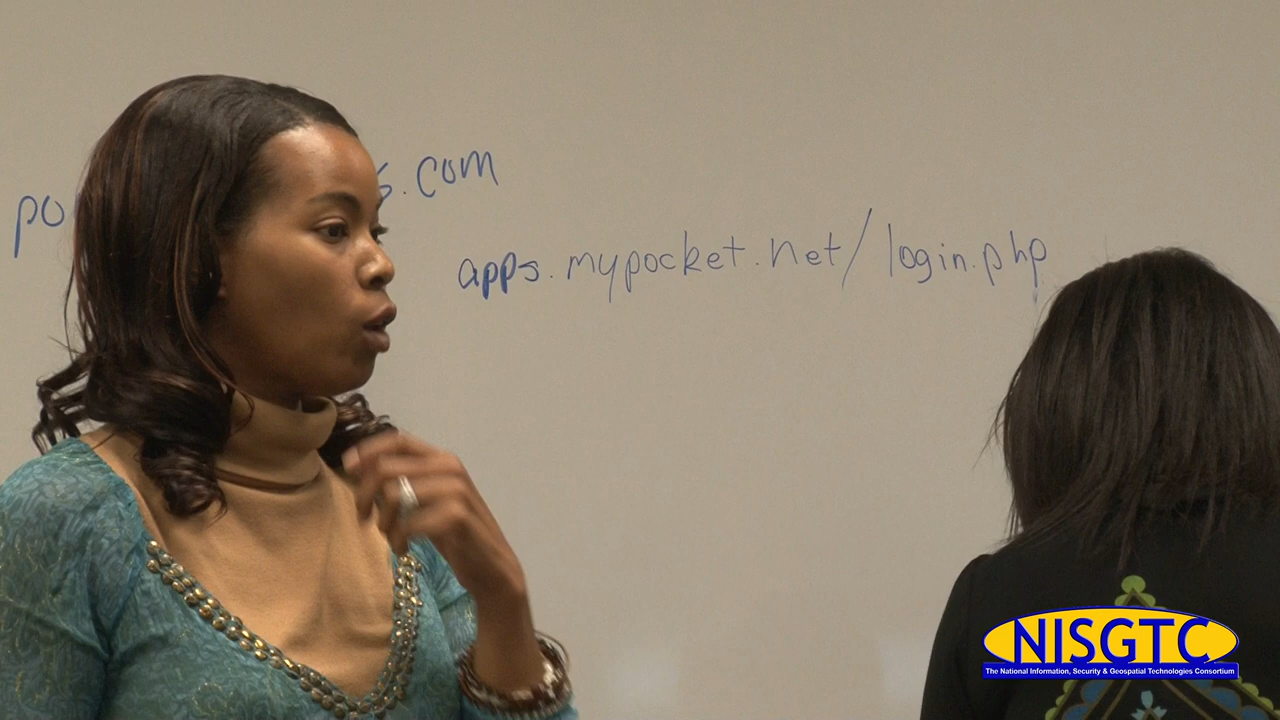 .com
apps.mypocket.net/login.php
NISGTC
The National Information, Security & Geospatial Technologies Consortium